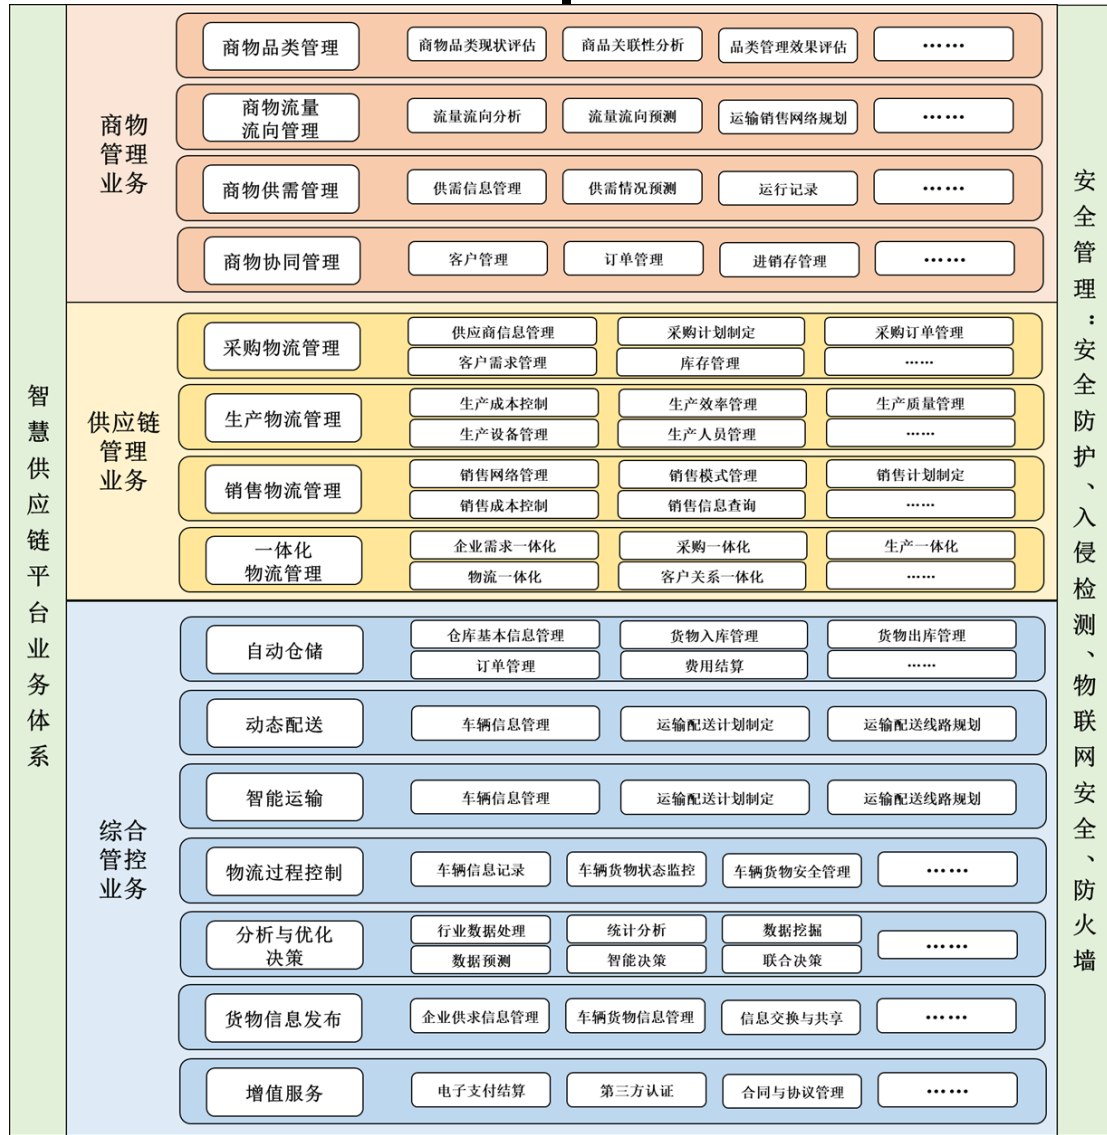 智慧供应链平台业务体系
商物
管理
业务
商物品类管理
商物品类现状评估
商品关联性分析
品类管理效果评估
……
商物流量
流向管理
流量流向分析
流量流向预测
运输销售网络规划
……
商物供需管理
供需信息管理
供需情况预测
运行记录
……
商物协同管理
客户管理
订单管理
进销存管理
……
供应链
管理
业务
采购物流管理
供应商信息管理
采购计划制定
采购订单管理
客户需求管理
库存管理
……
生产物流管理
生产成本控制
生产效率管理
生产质量管理
生产设备管理
生产人员管理
……
销售物流管理
销售网络管理
销售模式管理
销售计划制定
销售成本控制
销售信息查询
……
一体化
物流管理
企业需求一体化
采购一体化
生产一体化
物流一体化
客户关系一体化
……
综合
管控
业务
自动仓储
仓库基本信息管理
货物入库管理
货物出库管理
订单管理
费用结算
……
动态配送
车辆信息管理
运输配送计划制定
运输配送线路规划
智能运输
车辆信息管理
运输配送计划制定
运输配送线路规划
物流过程控制
车辆信息记录
车辆货物状态监控
车辆货物安全管理
……
分析与优化
决策
行业数据处理
统计分析
数据挖掘
数据预测
智能决策
联合决策
……
货物信息发布
企业供求信息管理
车辆货物信息管理
信息交换与共享
……
增值服务
电子支付结算
第三方认证
合同与协议管理
……
安全管理：安全防护、入侵检测、物联网安全、防火墙